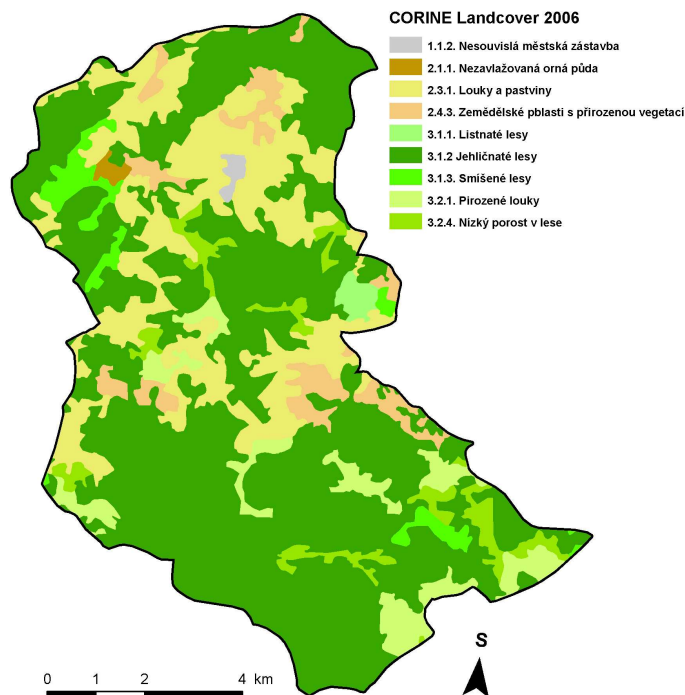 CORINE Landcover 2006
1.1.2. Nesouvislá městská zástavba
2.1.1. Nezavlažovaná orná půda
2.3.1. Louky a pastviny
2.4.3. Zemědělské pblasti s přirozenou vegetací
3.1.1. Listnaté lesy
3.1.2 Jehličnaté lesy
3.1.3. Smišené lesy
3.2.1. Pirozené louky
3.2.4. Nizký porost v lese
S
0 1 2 4 km